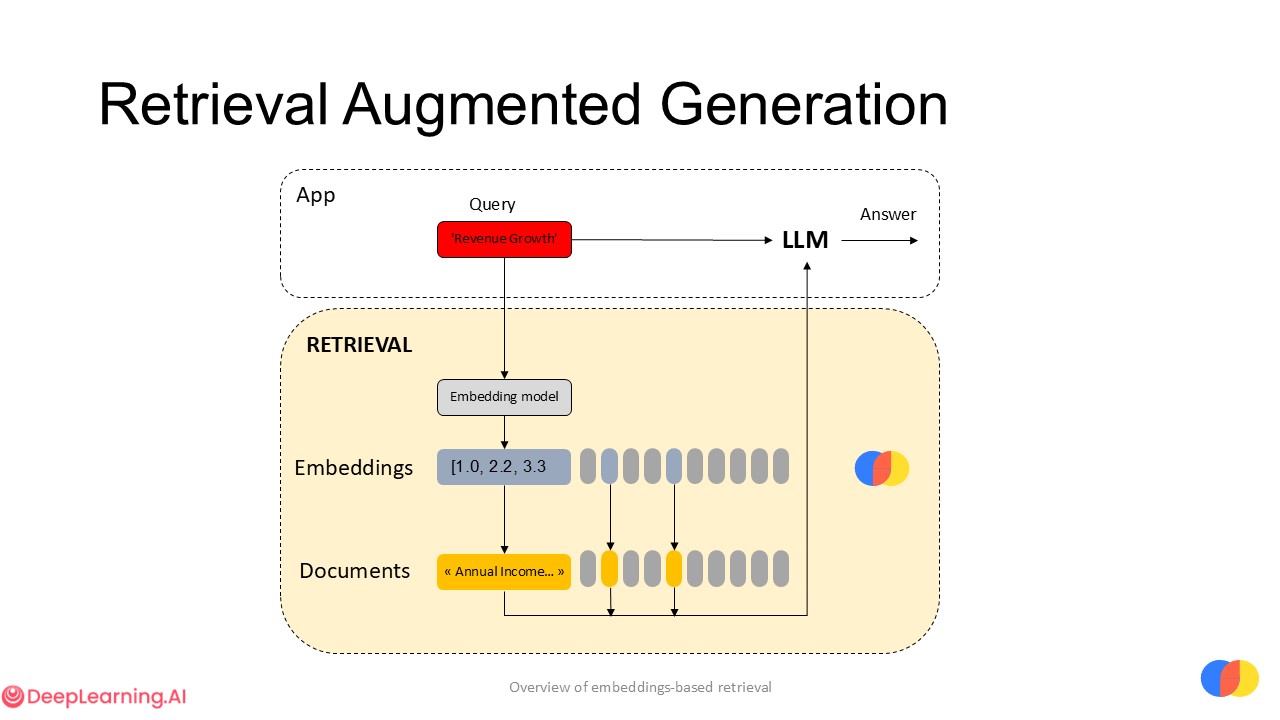 Retrieval Augmented Generation
App
Query
'Revenue Growth'
LLM
Answer
RETRIEVAL
Embedding model
Embeddings
[1.0, 2.2, 3.3
Documents
« Annual Income... »
DeepLearning.AI
Overview of embeddings-based retrieval